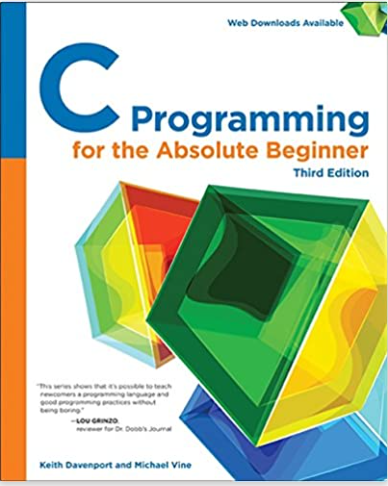 Web Downloads Available
C Programming
for the Absolute Beginner
Third Edition
"This series shows that it's possible to teach
newcomers a programming language and
good programming practices without
being boring."
—LOU GRINZO,
reviewer for Dr. Dobb's Journal
Keith Davenport and Michael Vine